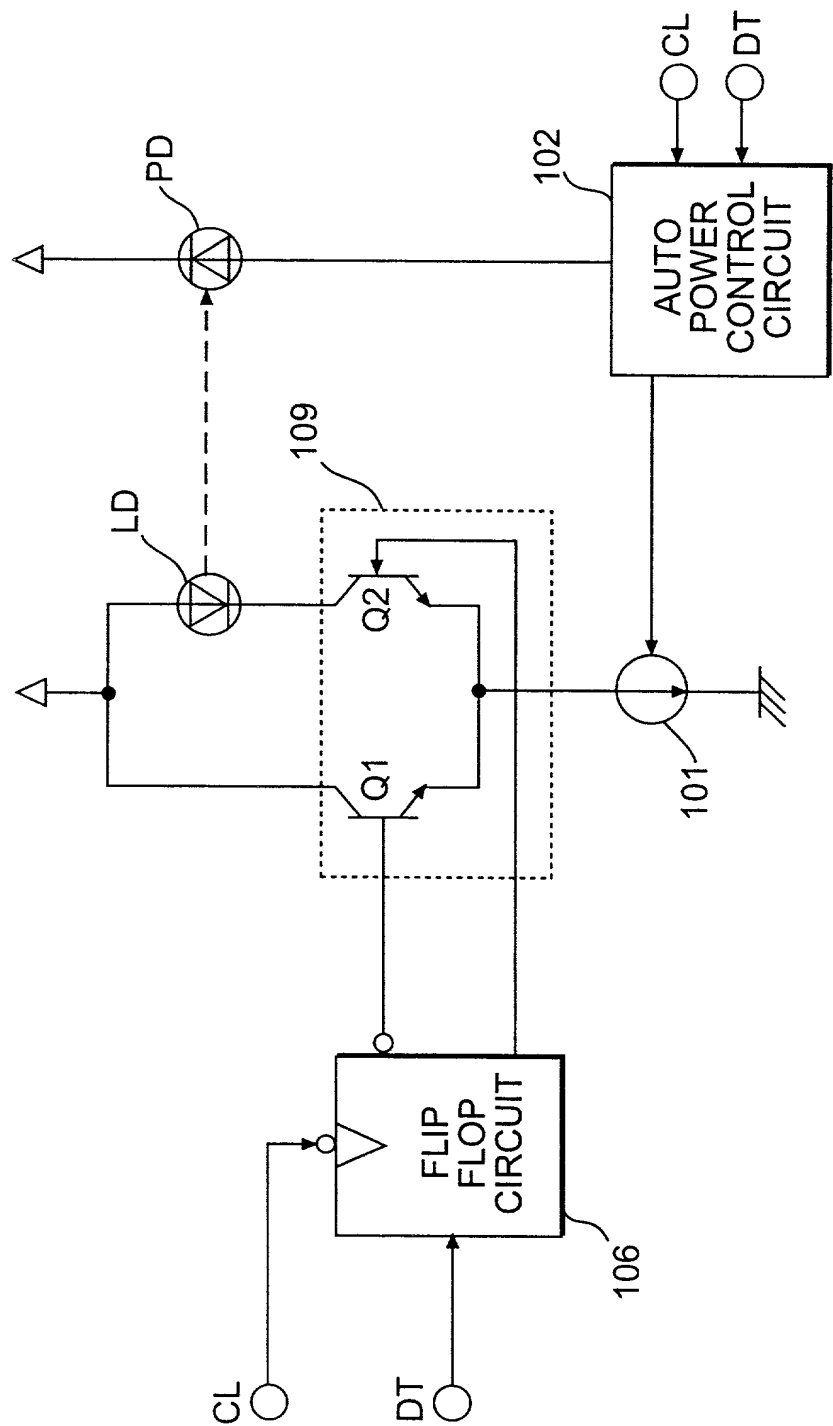 CL
DT
FLIP
FLOP
CIRCUIT
106
Q1
Q2
109
LD
PD
101
102
AUTO
POWER
CONTROL
CIRCUIT
CL
DT